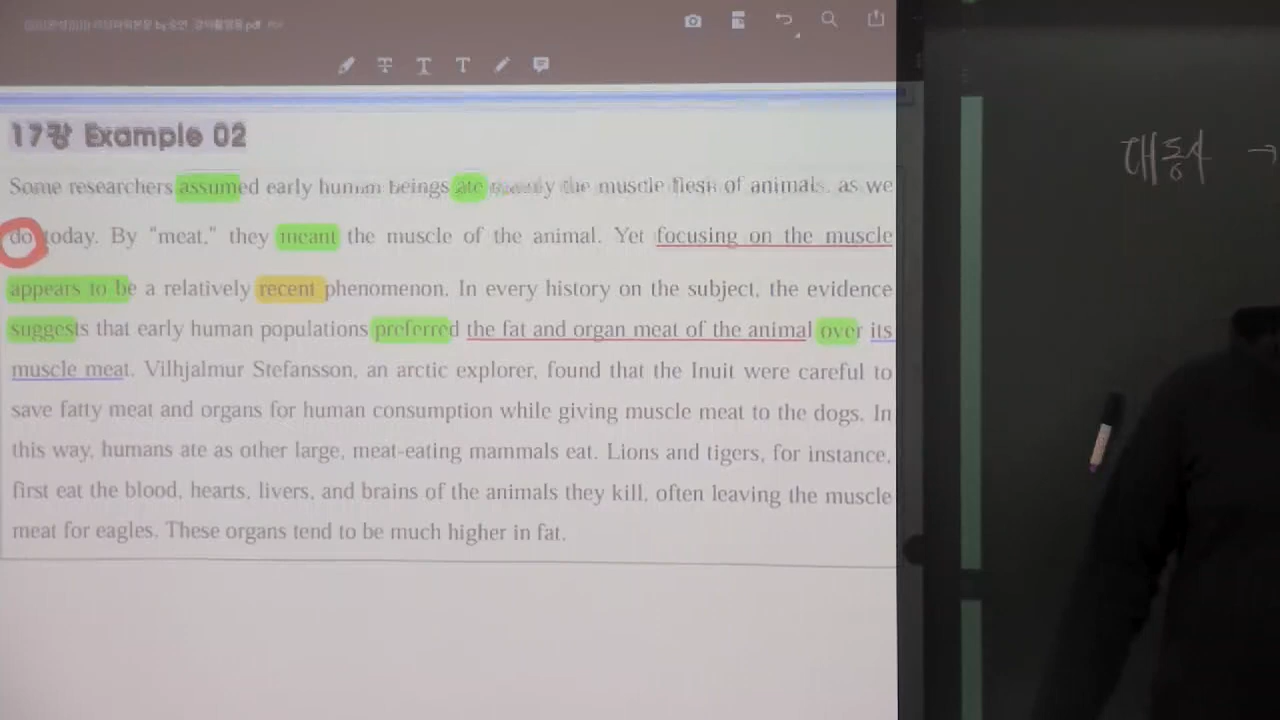 17강 Example 02
Some researchers assumed early human beings ate mainly the muscle flesh of animals, as we
do today. By "meat," they meant the muscle of the animal. Yet focusing on the muscle
appears to be a relatively recent phenomenon. In every history on the subject, the evidence
suggests that early human populations preferred the fat and organ meat of the animal over its
muscle meat. Vilhjalmur Stefansson, an arctic explorer, found that the Inuit were careful to
save fatty meat and organs for human consumption while giving muscle meat to the dogs. In
this way, humans ate as other large, meat-eating mammals eat. Lions and tigers, for instance,
first eat the blood, hearts, livers, and brains of the animals they kill, often leaving the muscle
meat for eagles. These organs tend to be much higher in fat.
대동사